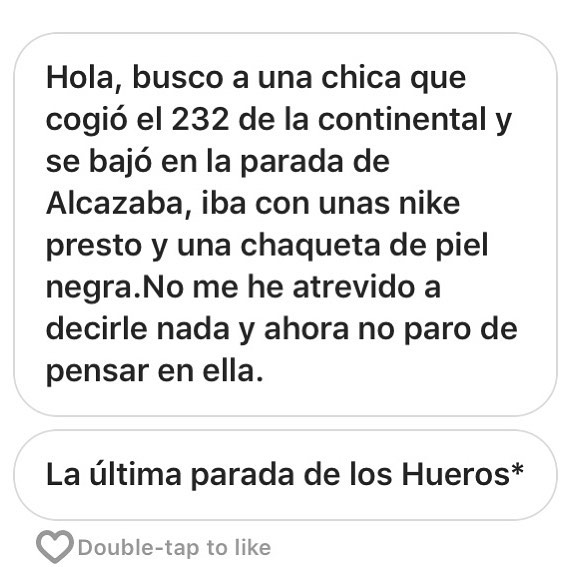 Hola, busco a una chica que
cogió el 232 de la continental y
se bajó en la parada de
Alcazaba, iba con unas nike
presto y una chaqueta de piel
negra.No me he atrevido a
decirle nada y ahora no paro de
pensar en ella.
La última parada de los Hueros*
Double-tap to like